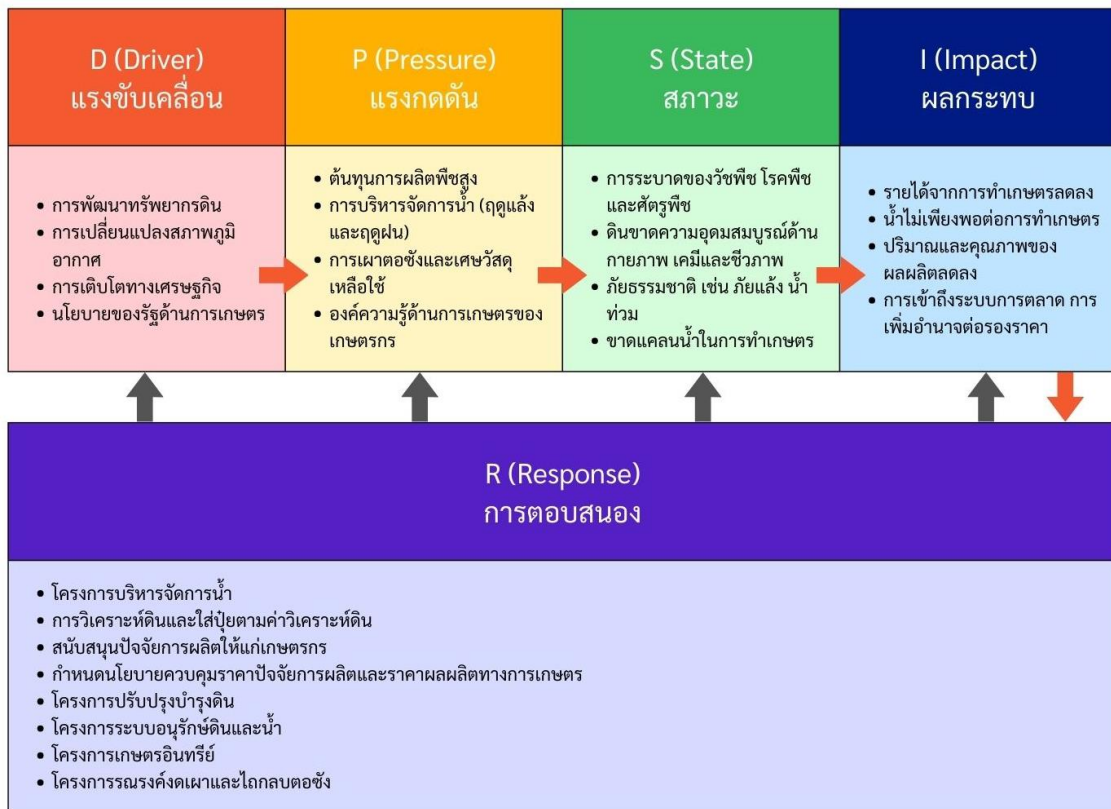 D (Driver)
แรงขับเคลื่อน
P (Pressure)
แรงกดดัน
S (State)
สภาวะ
I (Impact)
ผลกระทบ
• การพัฒนาทรัพยากรดิน
• การเปลี่ยนแปลงสภาพภูมิ
อากาศ
• การเติบโตทางเศรษฐกิจ
• นโยบายของรัฐด้านการเกษตร
• ต้นทุนการผลิตพืชสูง
• การบริหารจัดการน้ำ (ฤดูแล้ง
และฤดูฝน)
• การเผาตอซังและเศษวัสดุ
เหลือใช้
• องค์ความรู้ด้านการเกษตรของ
เกษตรกร
• การระบาดของวัชพืช โรคพืช
และศัตรูพืช
• ดินขาดความอุดมสมบูรณ์ด้าน
กายภาพ เคมีและชีวภาพ
• ภัยธรรมชาติ เช่น ภัยแล้ง น้ำ
ท่วม
• ขาดแคลนน้ำในการทำเกษตร
• รายได้จากการทำเกษตรลดลง
• น้ำไม่เพียงพอต่อการทำเกษตร
• ปริมาณและคุณภาพของ
ผลผลิตลดลง
• การเข้าถึงระบบการตลาด การ
เพิ่มอำนาจต่อรองราคา
R (Response)
การตอบสนอง
• โครงการบริหารจัดการน้ำ
• การวิเคราะห์ดินและใส่ปุ๋ยตามค่าวิเคราะห์ดิน
• สนับสนุนปัจจัยการผลิตให้แก่เกษตรกร
• กำหนดนโยบายควบคุมราคาปัจจัยการผลิตและราคาผลผลิตทางการเกษตร
• โครงการปรับปรุงบำรุงดิน
• โครงการระบบอนุรักษ์ดินและน้ำ
• โครงการเกษตรอินทรีย์
• โครงการรณรงค์งดเผาและไถกลบตอซัง